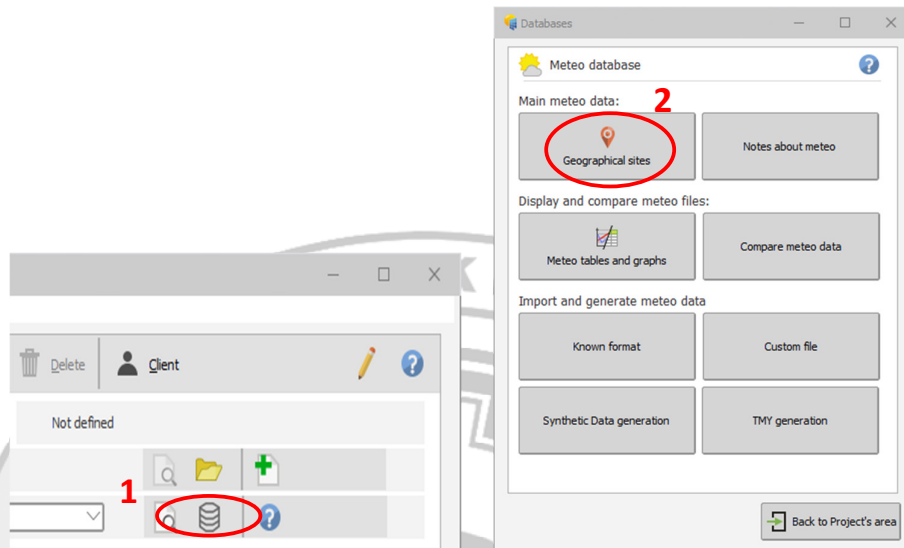 Delete
Client
Not defined
1
Databases
Meteo database
Main meteo data:
2
Geographical sites
Notes about meteo
Display and compare meteo files:
Meteo tables and graphs
Compare meteo data
Import and generate meteo data
Known format
Custom file
Synthetic Data generation
TMY generation
Back to Project's area